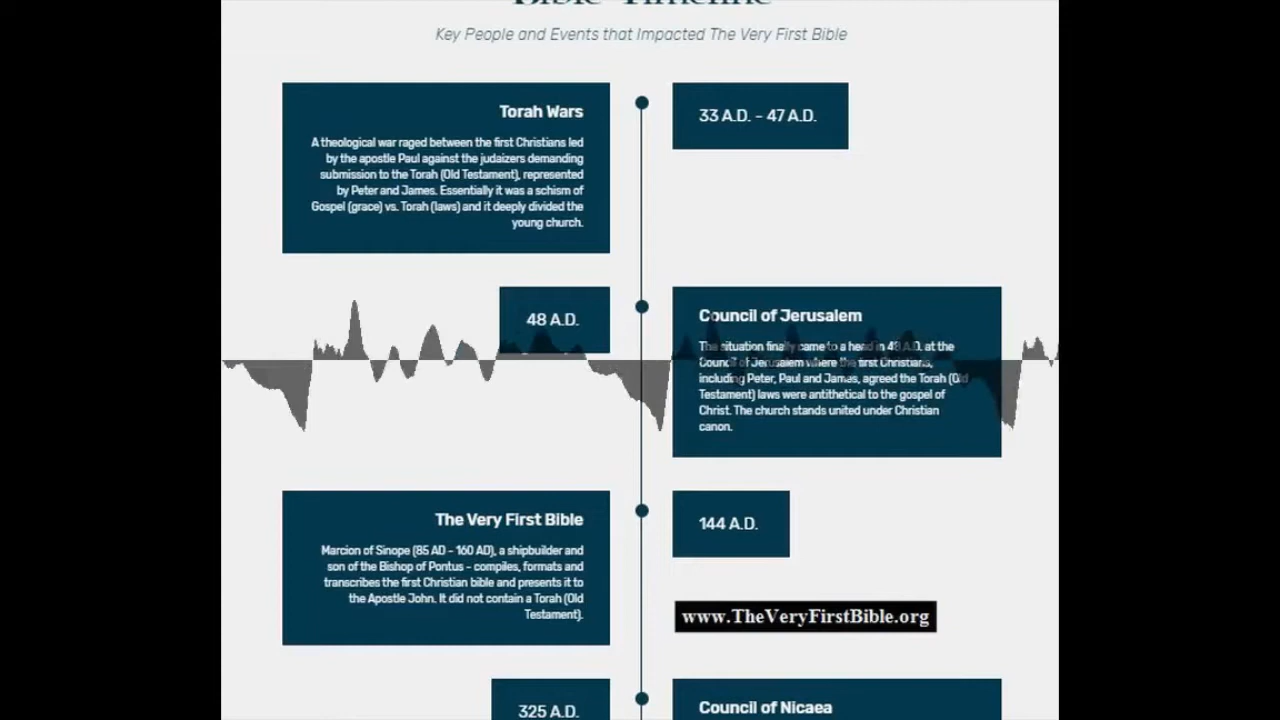 Bible Timeline
Key People and Events that Impacted The Very First Bible
Torah Wars
A theological war raged between the first Christians led
by the apostle Paul against the judaizers demanding
submission to the Torah (Old Testament), represented
by Peter and James. Essentially it was a schism of
Gospel (grace) vs. Torah (laws) and it deeply divided the
young church.
33 A.D. - 47 A.D.
48 A.D.
Council of Jerusalem
The situation finally came to a head in 48 A.D. at the
Council of Jerusalem where the first Christians,
including Peter, Paul and James, agreed the Torah (Old
Testament) laws were antithetical to the gospel of
Christ. The church stands united under Christian
canon.
The Very First Bible
Marcion of Sinope (85 AD - 160 AD), a shipbuilder and
son of the Bishop of Pontus - compiles, formats and
transcribes the first Christian bible and presents it to
the Apostle John. It did not contain a Torah (Old
Testament).
144 A.D.
www.TheVeryFirstBible.org
325 A.D.
Council of Nicaea